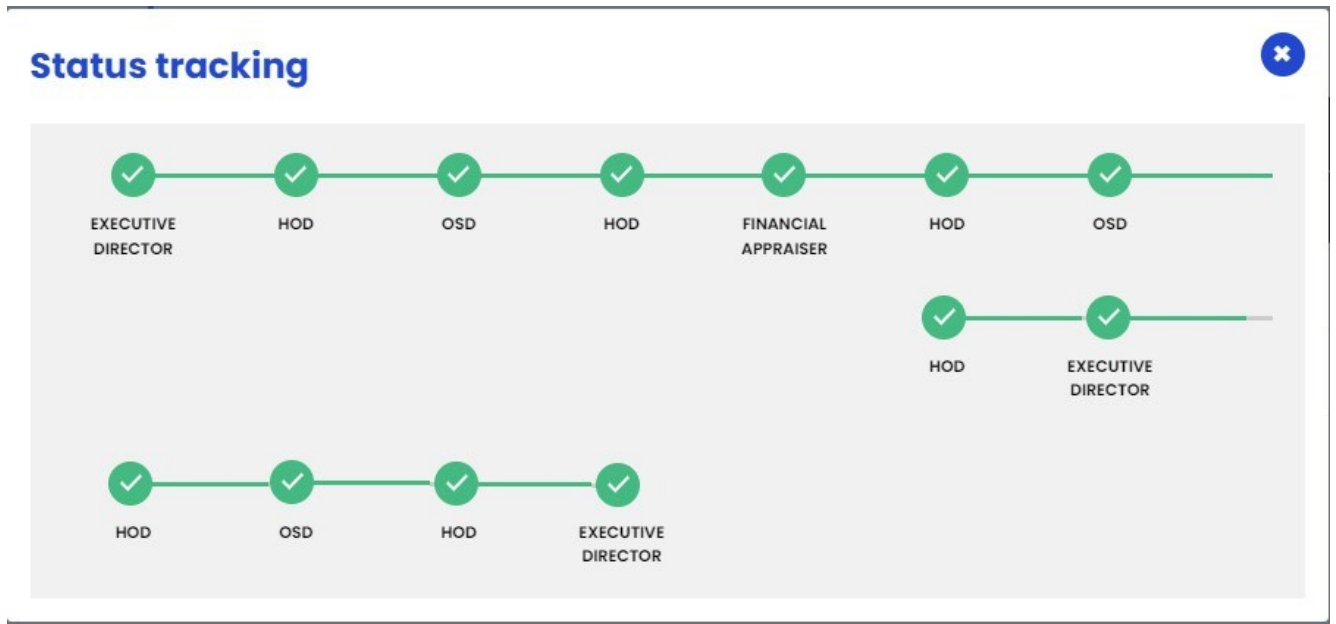 Status tracking
EXECUTIVE
DIRECTOR
HOD
OSD
HOD
FINANCIAL
APPRAISER
HOD
OSD
HOD
EXECUTIVE
DIRECTOR
HOD
OSD
HOD
EXECUTIVE
DIRECTOR